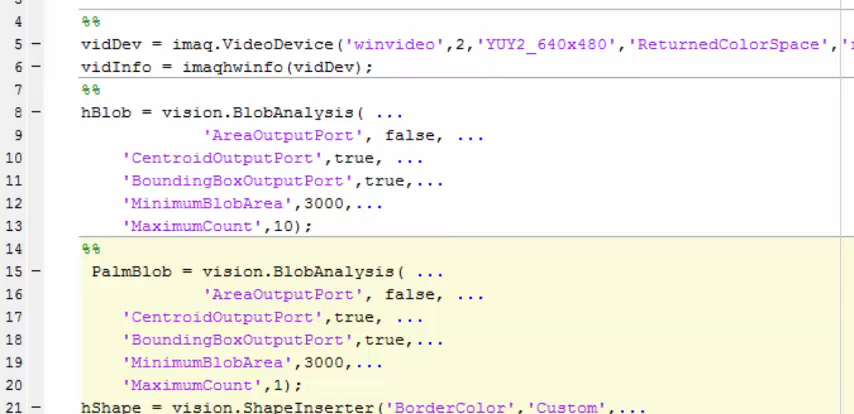 4 %%
5 – vidDev = imaq.VideoDevice('winvideo',2,'YUY2_640x480','ReturnedColorSpace',
6 – vidInfo = imaqhwinfo(vidDev);
7 %%
8 – hBlob = vision.BlobAnalysis( ...
9 'AreaOutputPort', false, ...
10 'CentroidOutputPort',true, ...
11 'BoundingBoxOutputPort',true,...
12 'MinimumBlobArea',3000,...
13 'MaximumCount',10);
14 %%
15 – PalmBlob = vision.BlobAnalysis( ...
16 'AreaOutputPort', false, ...
17 'CentroidOutputPort',true, ...
18 'BoundingBoxOutputPort',true,...
19 'MinimumBlobArea',3000,...
20 'MaximumCount',1);
21 – hShape = vision.ShapeInserter('BorderColor','Custom',...